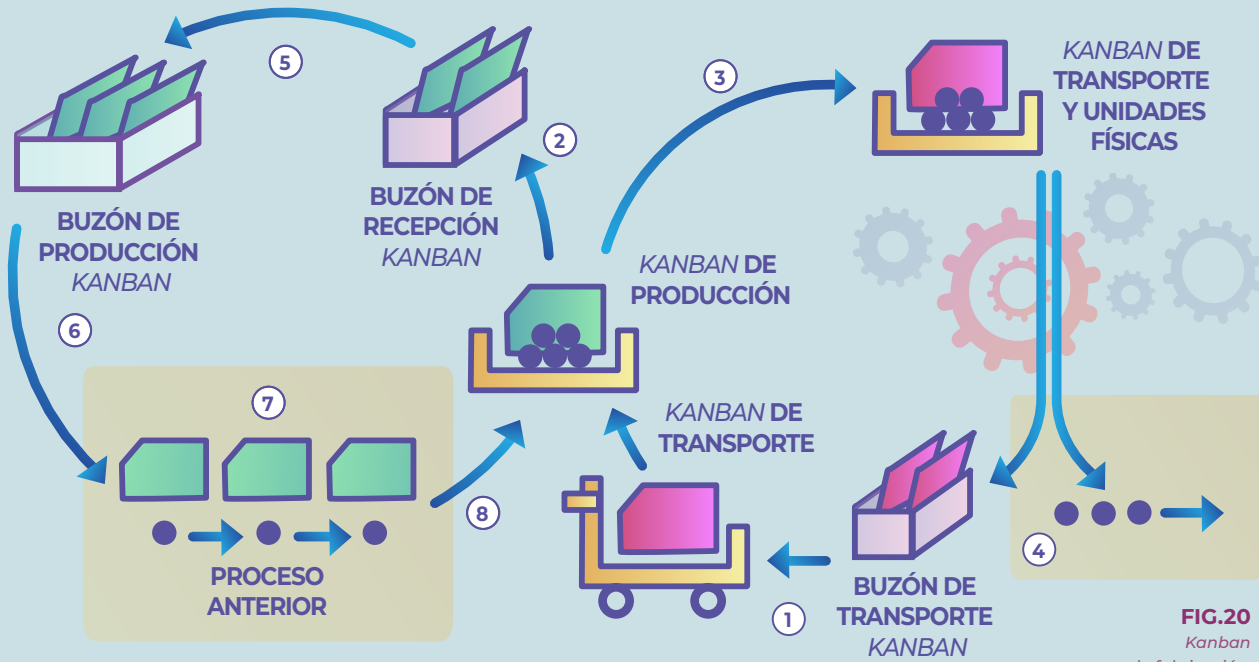 5
BUZÓN DE
PRODUCCIÓN
KANBAN
2
BUZÓN DE
RECEPCIÓN
KANBAN
3
KANBAN DE
TRANSPORTE
Y UNIDADES
FÍSICAS
KANBAN DE
PRODUCCIÓN
6
7
PROCESO
ANTERIOR
8
KANBAN DE
TRANSPORTE
1
BUZÓN DE
TRANSPORTE
KANBAN
4
FIG.20
Kanban